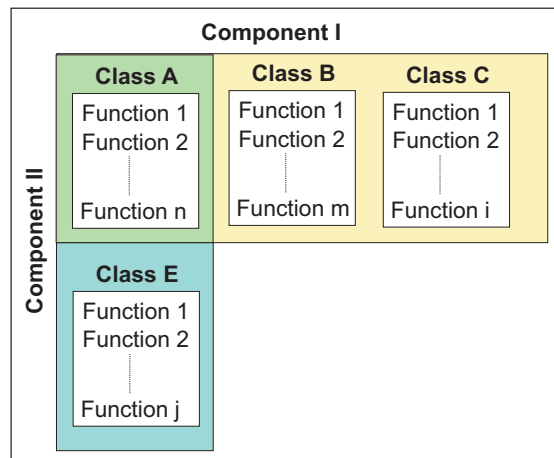 Component I
Component II
Class A
Function 1
Function 2
Function n
Class B
Function 1
Function 2
Function m
Class C
Function 1
Function 2
Function i
Class E
Function 1
Function 2
Function j